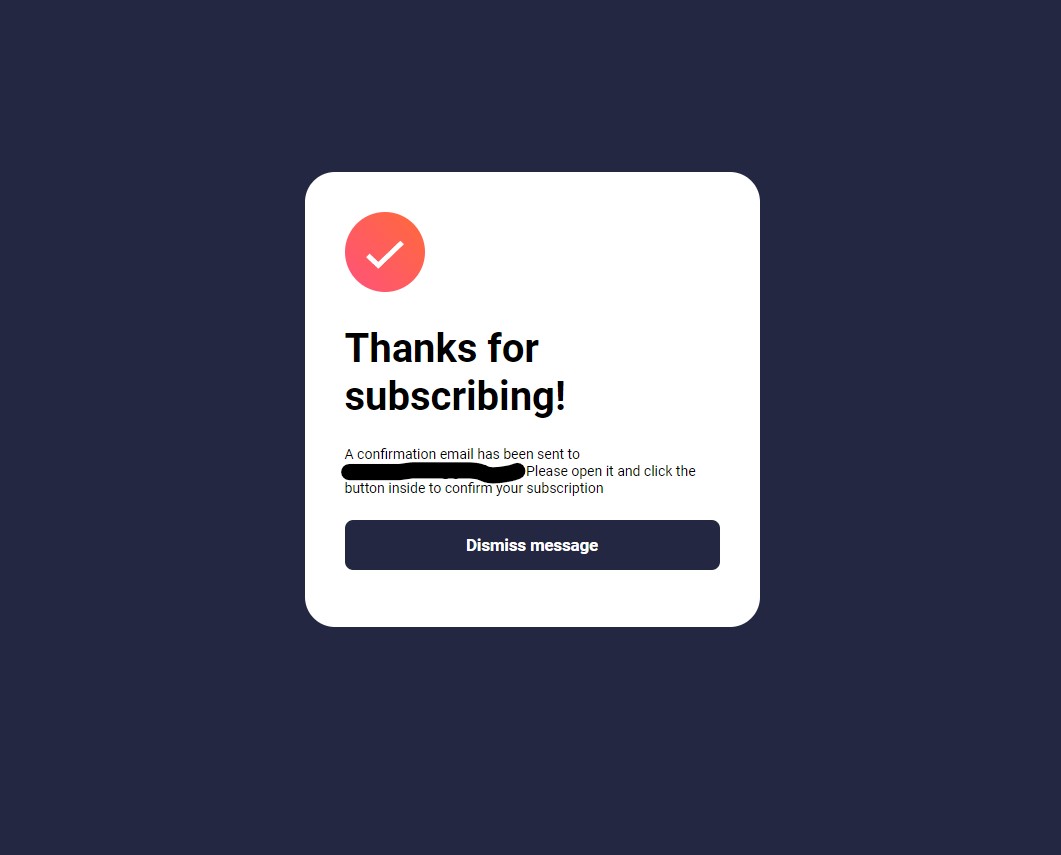 Thanks for
subscribing!
A confirmation email has been sent to
Please open it and click the
button inside to confirm your subscription
Dismiss message